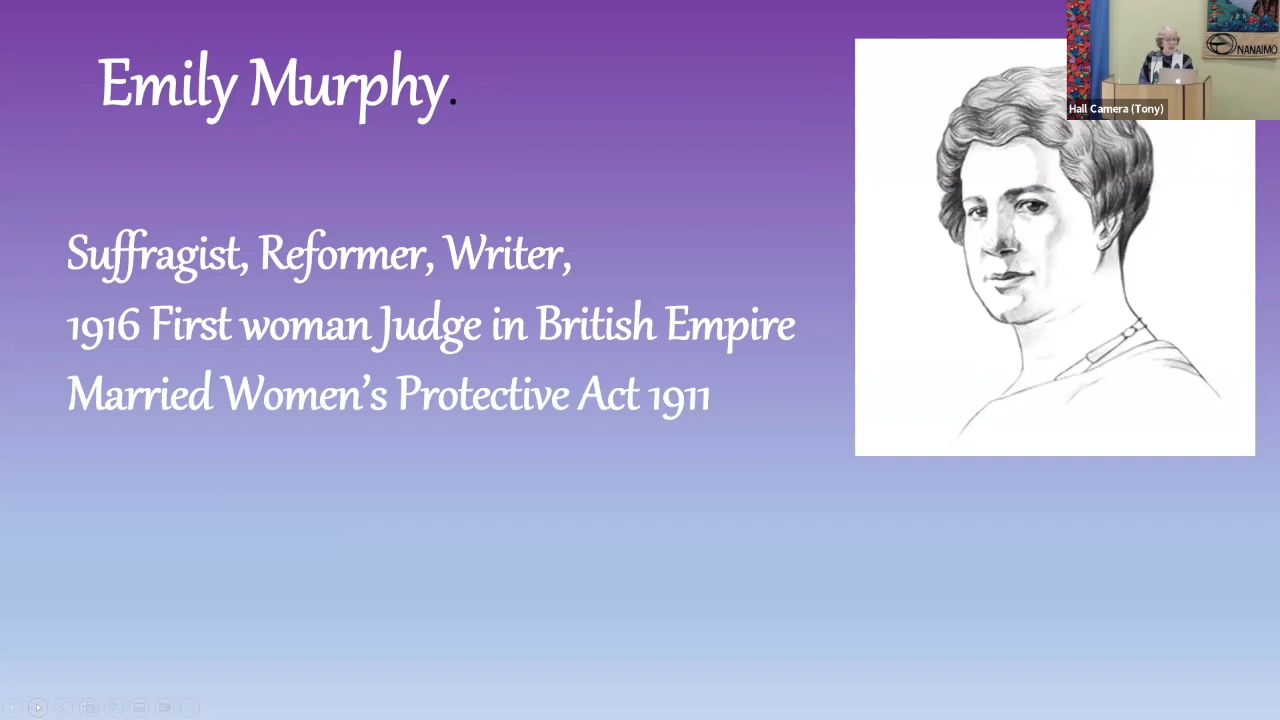 Emily Murphy.
Suffragist, Reformer, Writer,
1916 First woman Judge in British Empire
Married Women's Protective Act 1911
NANAIMO
Hall Camera (Tony)